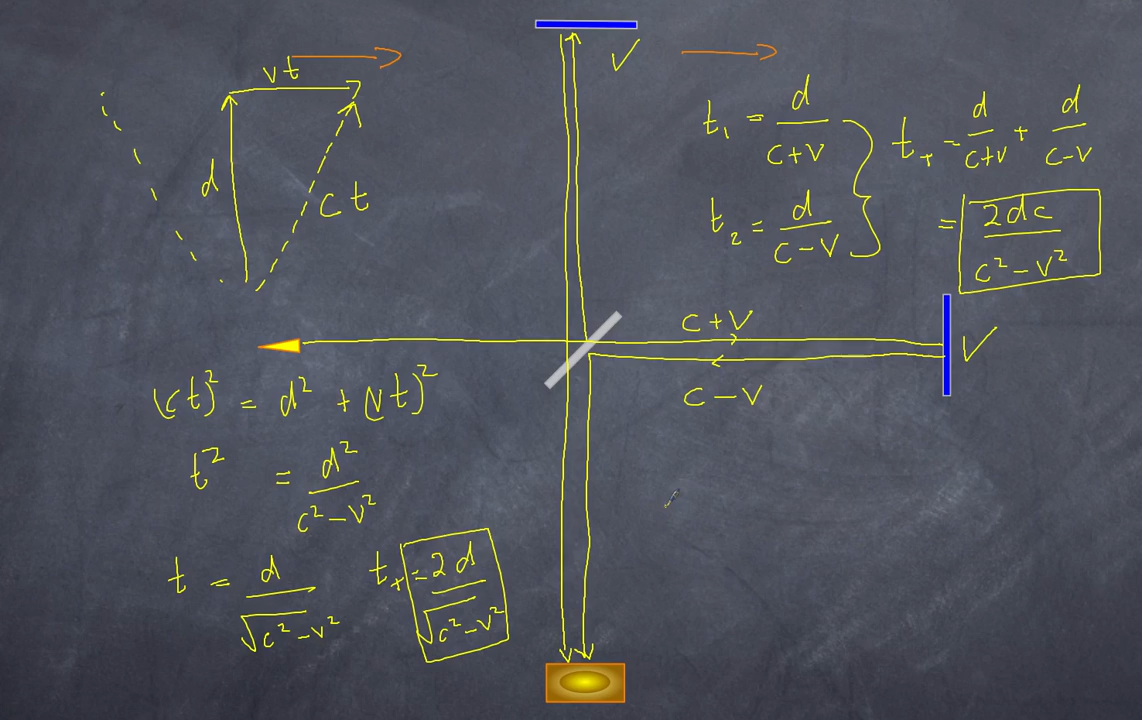 vt
d
ct
V
t₁ = d/(c+v)
t₂ = d/(c-v)
t_T = d/(c+v) + d/(c-v)
= 2dc/(c²-v²)
c+v
V
c-v
(ct)² = d² + (vt)²
t² = d²/(c²-v²)
t = d/√(c²-v²)
t_T = 2d/√(c²-v²)